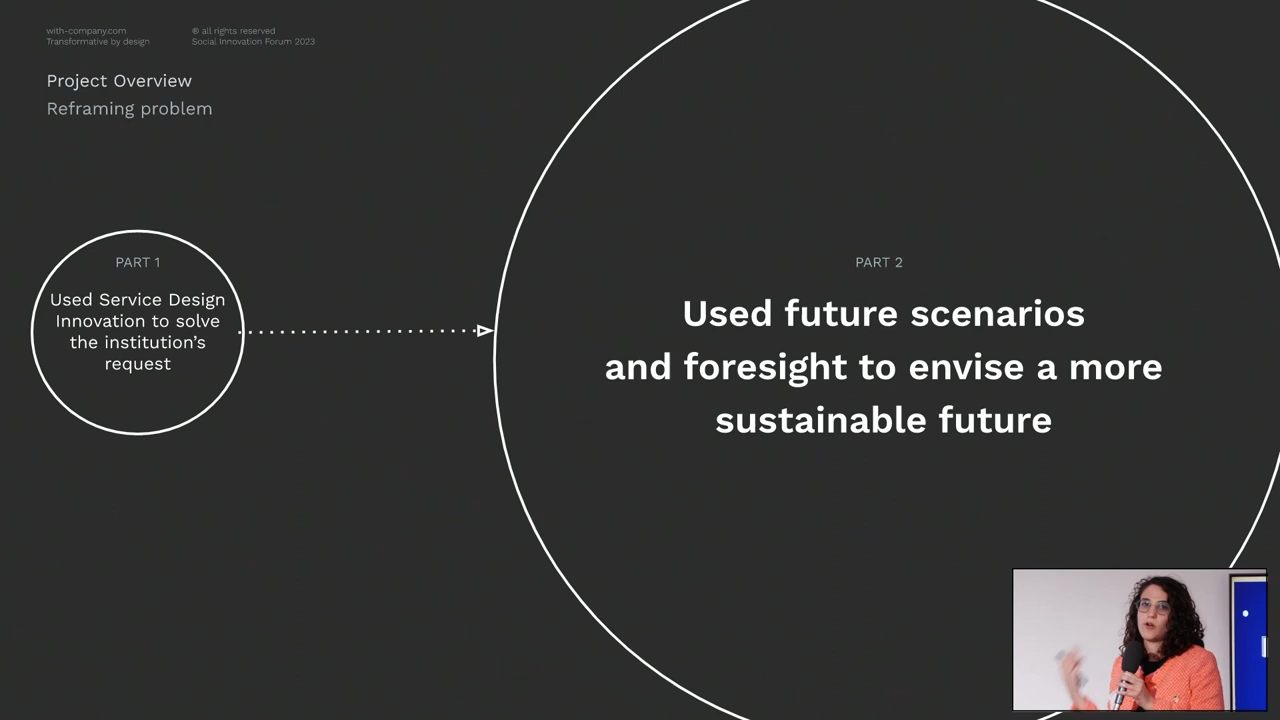 with-company.com
Transformative by design
® all rights reserved
Social Innovation Forum 2023
Project Overview
Reframing problem
PART 1
Used Service Design
Innovation to solve
the institution’s
request
PART 2
Used future scenarios
and foresight to envise a more
sustainable future